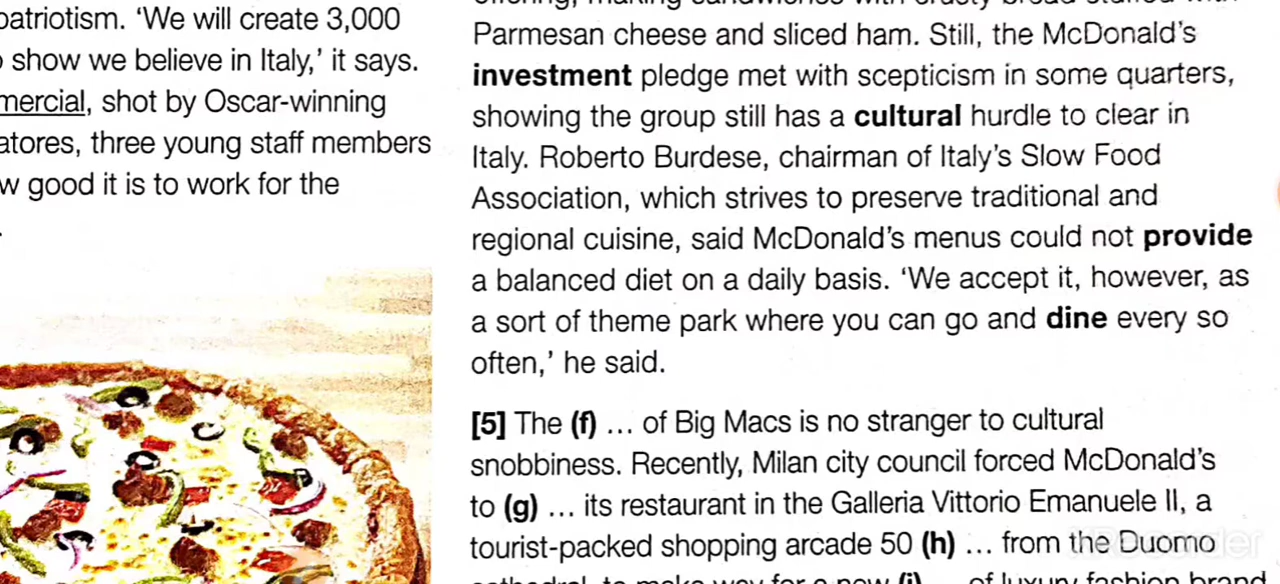 patriotism. ‘We will create 3,000
show we believe in Italy,’ it says.
shot by Oscar-winning
three young staff members
good it is to work for the
Parmesan cheese and sliced ham. Still, the McDonald’s
investment pledge met with scepticism in some quarters,
showing the group still has a cultural hurdle to clear in
Italy. Roberto Burdese, chairman of Italy’s Slow Food
Association, which strives to preserve traditional and
regional cuisine, said McDonald’s menus could not provide
a balanced diet on a daily basis. ‘We accept it, however, as
a sort of theme park where you can go and dine every so
often,’ he said.
[5] The (f) … of Big Macs is no stranger to cultural
snobbiness. Recently, Milan city council forced McDonald’s
to (g) … its restaurant in the Galleria Vittorio Emanuele II, a
tourist-packed shopping arcade 50 (h) … from the Duomo